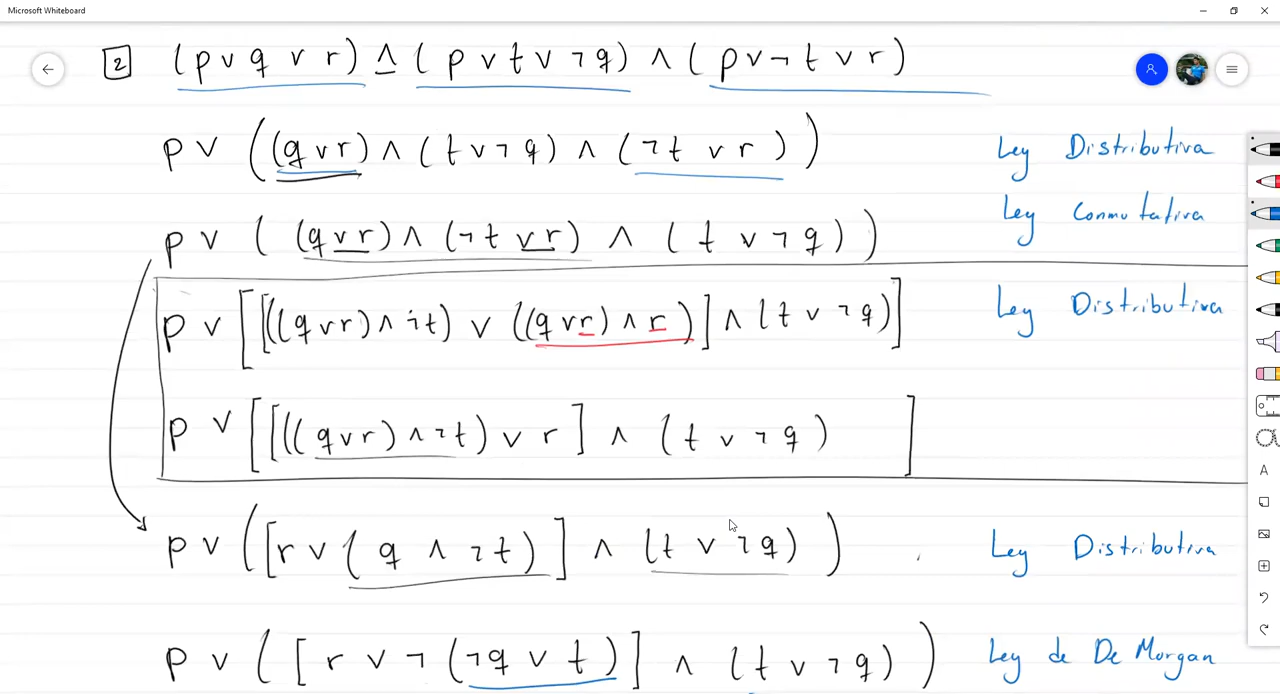 Microsoft Whiteboard
2 (p ∨ q ∨ r) ∧ (p ∨ t ∨ ¬q) ∧ (p ∨ ¬t ∨ r)
p ∨ ((q ∨ r) ∧ (t ∨ ¬q) ∧ (¬t ∨ r)) Ley Distributiva
p ∨ ((q ∨ r) ∧ (¬t ∨ r) ∧ (t ∨ ¬q)) Ley Conmutativa
p ∨ [[((q ∨ r) ∧ ¬t) ∨ ((q ∨ r) ∧ r)] ∧ (t ∨ ¬q)] Ley Distributiva
p ∨ [[((q ∨ r) ∧ ¬t) ∨ r] ∧ (t ∨ ¬q)]
p ∨ ([r ∨ (q ∧ ¬t)] ∧ (t ∨ ¬q)) Ley Distributiva
p ∨ ([r ∨ ¬(¬q ∨ t)] ∧ (t ∨ ¬q)) Ley de De Morgan